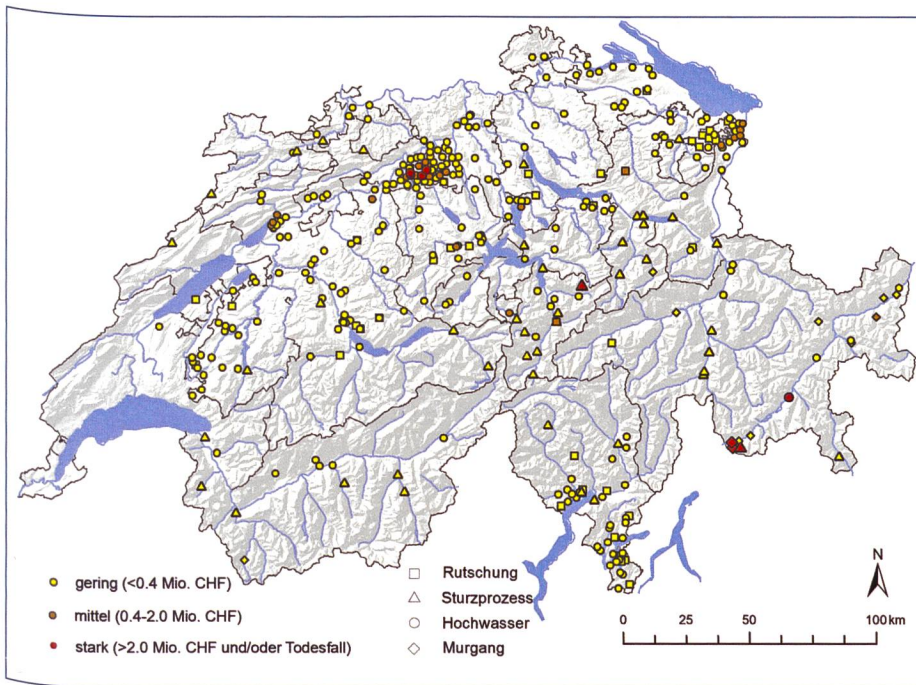 gering (<0.4 Mio. CHF)
mittel (0.4-2.0 Mio. CHF)
stark (>2.0 Mio. CHF und/oder Todesfall)
Rutschung
Sturzprozess
Hochwasser
Murgang
N
0 25 50 100 km